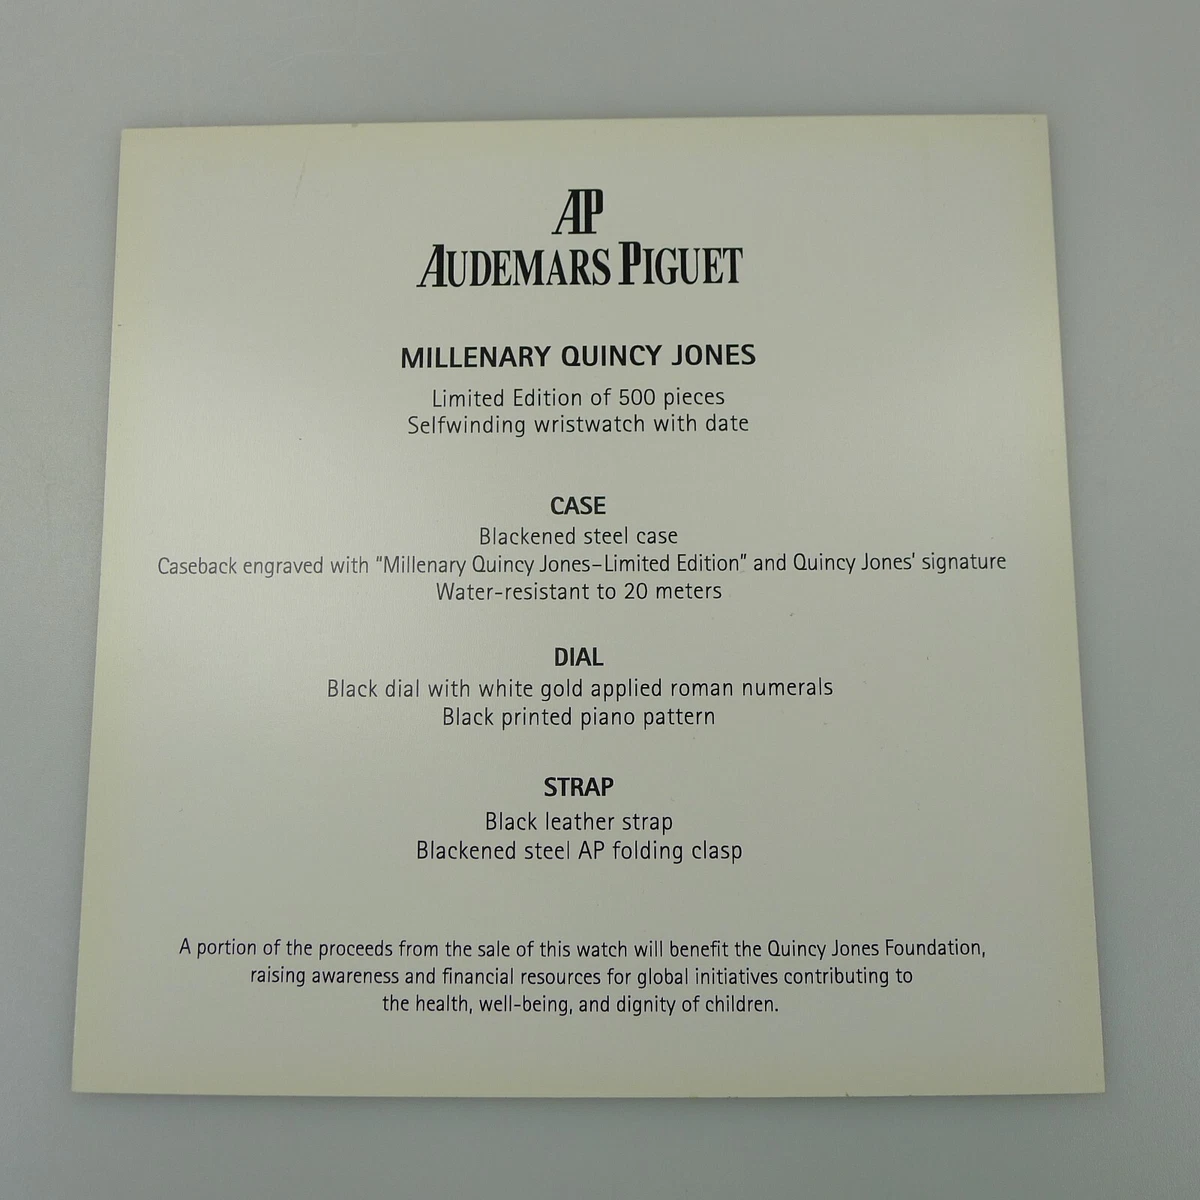 AP
AUDEMARS PIGUET
MILLENARY QUINCY JONES
Limited Edition of 500 pieces
Selfwinding wristwatch with date
CASE
Blackened steel case
Caseback engraved with "Millenary Quincy Jones–Limited Edition" and Quincy Jones' signature
Water-resistant to 20 meters
DIAL
Black dial with white gold applied roman numerals
Black printed piano pattern
STRAP
Black leather strap
Blackened steel AP folding clasp
A portion of the proceeds from the sale of this watch will benefit the Quincy Jones Foundation,
raising awareness and financial resources for global initiatives contributing to
the health, well-being, and dignity of children.